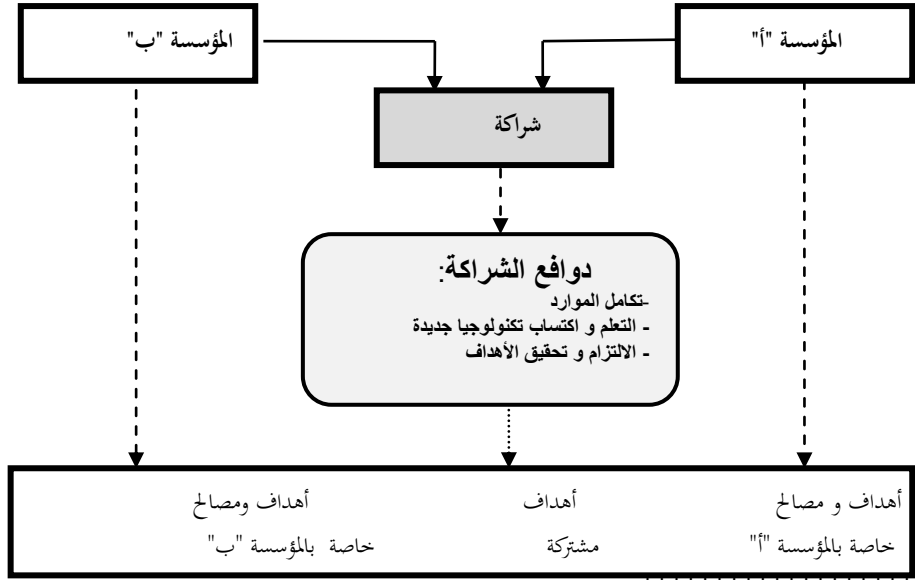 المؤسسة "أ"
المؤسسة "ب"
شراكة
دوافع الشراكة:
-تكامل الموارد
- التعلم و اكتساب تكنولوجيا جديدة
- الالتزام و تحقيق الأهداف
أهداف و مصالح
خاصة بالمؤسسة "أ"
أهداف
مشتركة
أهداف ومصالح
خاصة بالمؤسسة "ب"